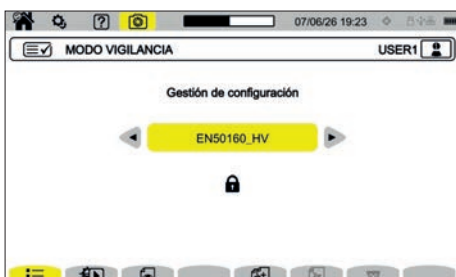 07/06/26 19:23
MODO VIGILANCIA
USER1
Gestión de configuración
EN50160_HV